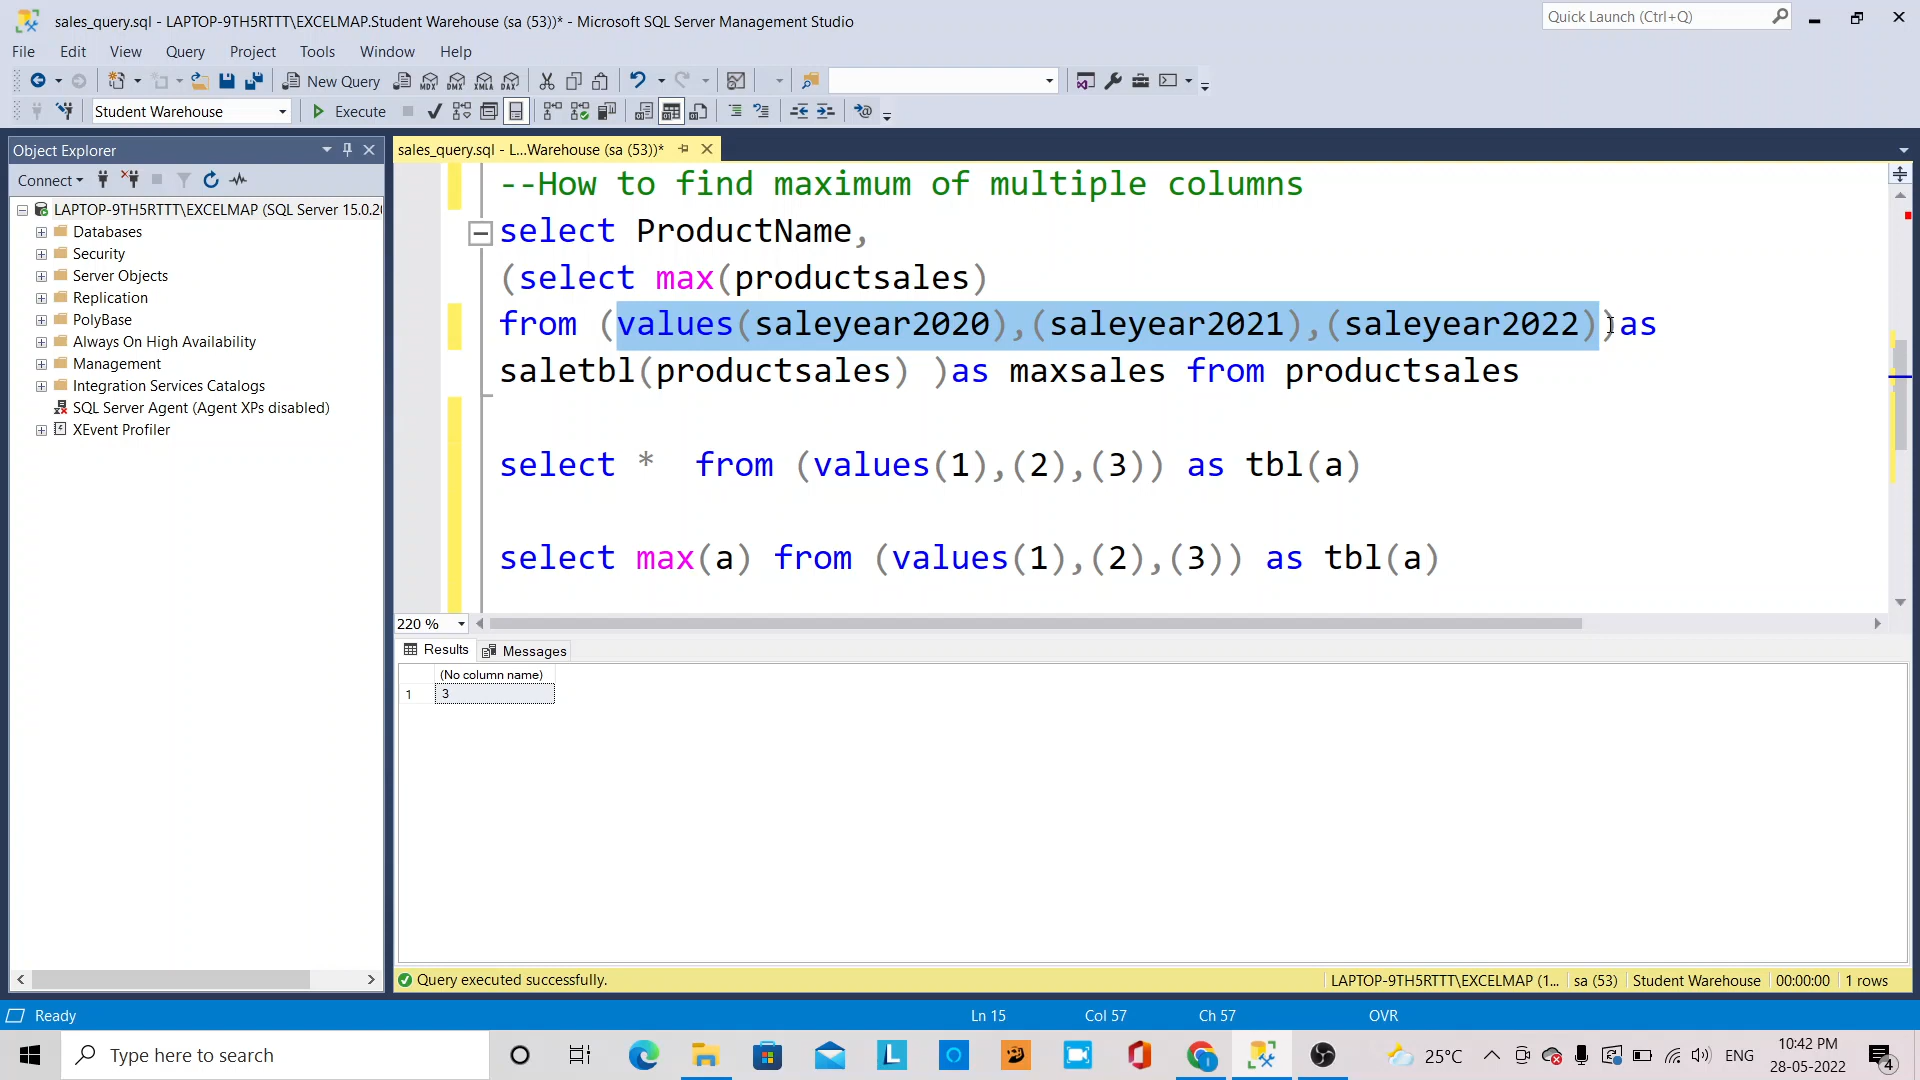 sales_query.sql - LAPTOP-9TH5RTTT\EXCELMAP.Student Warehouse (sa (53))* - Microsoft SQL Server Management Studio
Quick Launch (Ctrl+Q)
File Edit View Query Project Tools Window Help
New Query
MDX DMX XMLA DAX
Student Warehouse
Execute
Object Explorer
sales_query.sql - L...Warehouse (sa (53))*
Connect
LAPTOP-9TH5RTTT\EXCELMAP (SQL Server 15.0.20
Databases
Security
Server Objects
Replication
PolyBase
Always On High Availability
Management
Integration Services Catalogs
SQL Server Agent (Agent XPs disabled)
XEvent Profiler
--How to find maximum of multiple columns
select ProductName,
(select max(productsales)
from (values(saleyear2020),(saleyear2021),(saleyear2022))as
saletbl(productsales) )as maxsales from productsales
select *  from (values(1),(2),(3)) as tbl(a)
select max(a) from (values(1),(2),(3)) as tbl(a)
220 %
Results
Messages
(No column name)
1 3
Query executed successfully.
LAPTOP-9TH5RTTT\EXCELMAP (1... sa (53) Student Warehouse 00:00:00 1 rows
Ready
Ln 15 Col 57 Ch 57 OVR
Type here to search
25°C
ENG
10:42 PM
28-05-2022
4